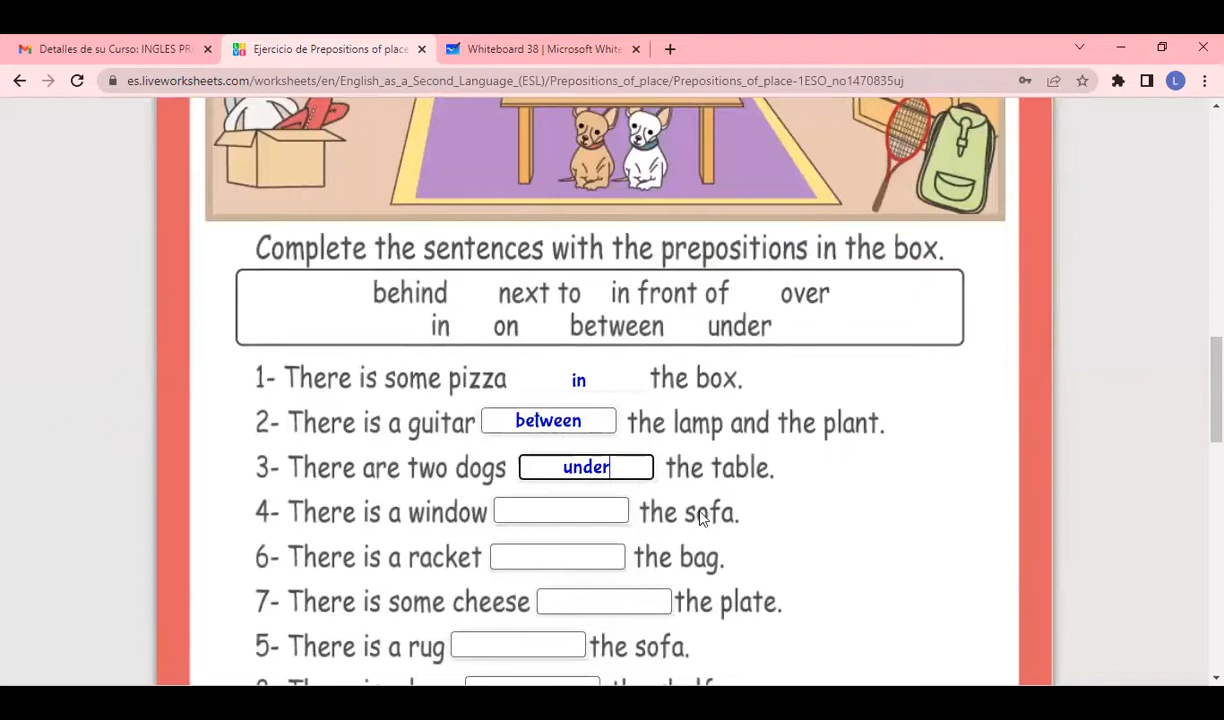 Detalles de su Curso: INGLES PRI
Ejercicio de Prepositions of place
Whiteboard 38 | Microsoft White
es.liveworksheets.com/worksheets/en/English_as_a_Second_Language_(ESL)/Prepositions_of_place/Prepositions_of_place-1ESO_no1470835uj
L
Complete the sentences with the prepositions in the box.
behind next to in front of over
in on between under
1- There is some pizza in the box.
2- There is a guitar between the lamp and the plant.
3- There are two dogs under the table.
4- There is a window the sofa.
6- There is a racket the bag.
7- There is some cheese the plate.
5- There is a rug the sofa.